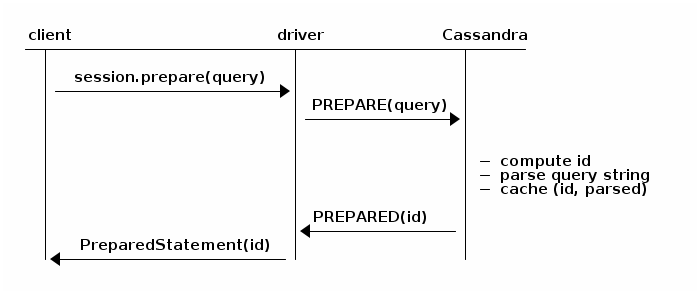 client driver Cassandra
session.prepare(query)
PREPARE(query)
— compute id
— parse query string
— cache (id, parsed)
PREPARED(id)
PreparedStatement(id)